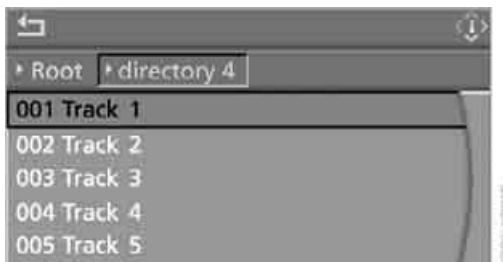 Root directory 4
001 Track 1
002 Track 2
003 Track 3
004 Track 4
005 Track 5